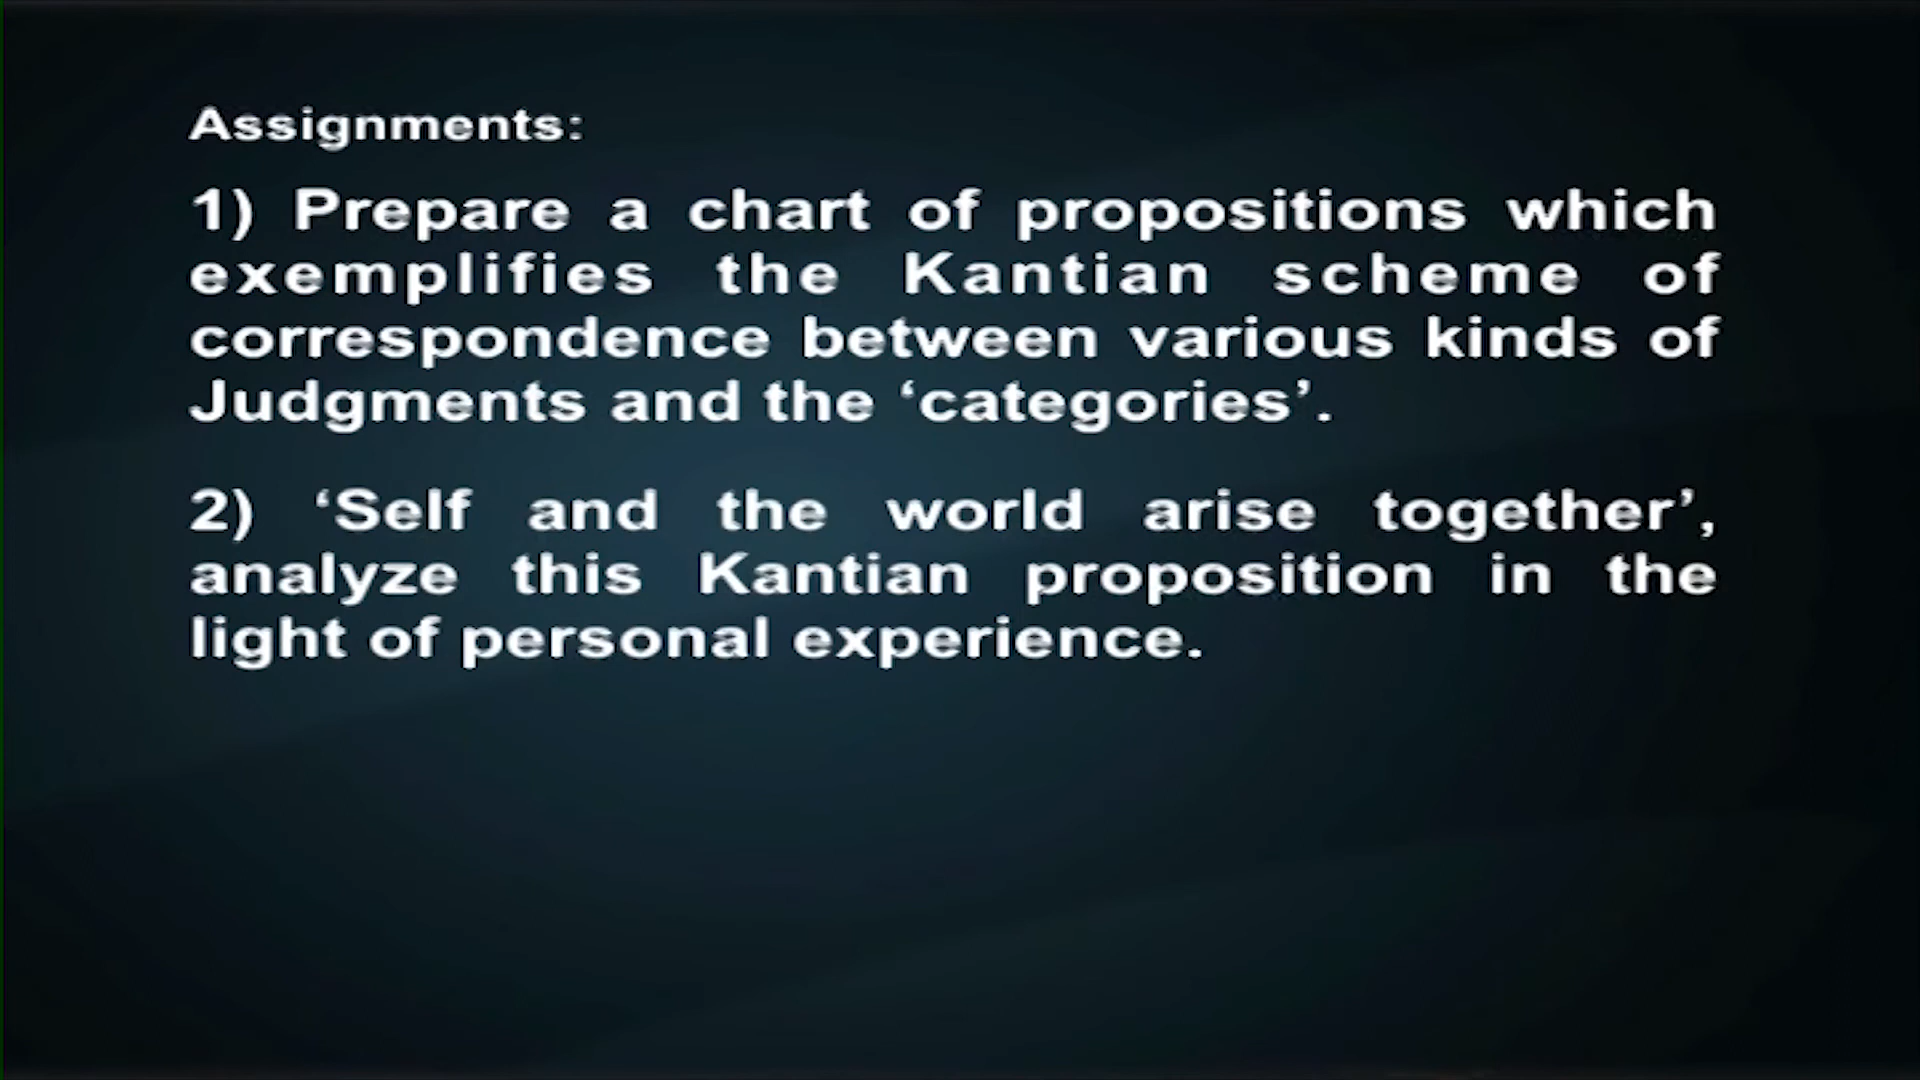 Assignments:
1) Prepare a chart of propositions which
exemplifies the Kantian scheme of
correspondence between various kinds of
Judgments and the ‘categories’.
2) ‘Self and the world arise together’,
analyze this Kantian proposition in the
light of personal experience.